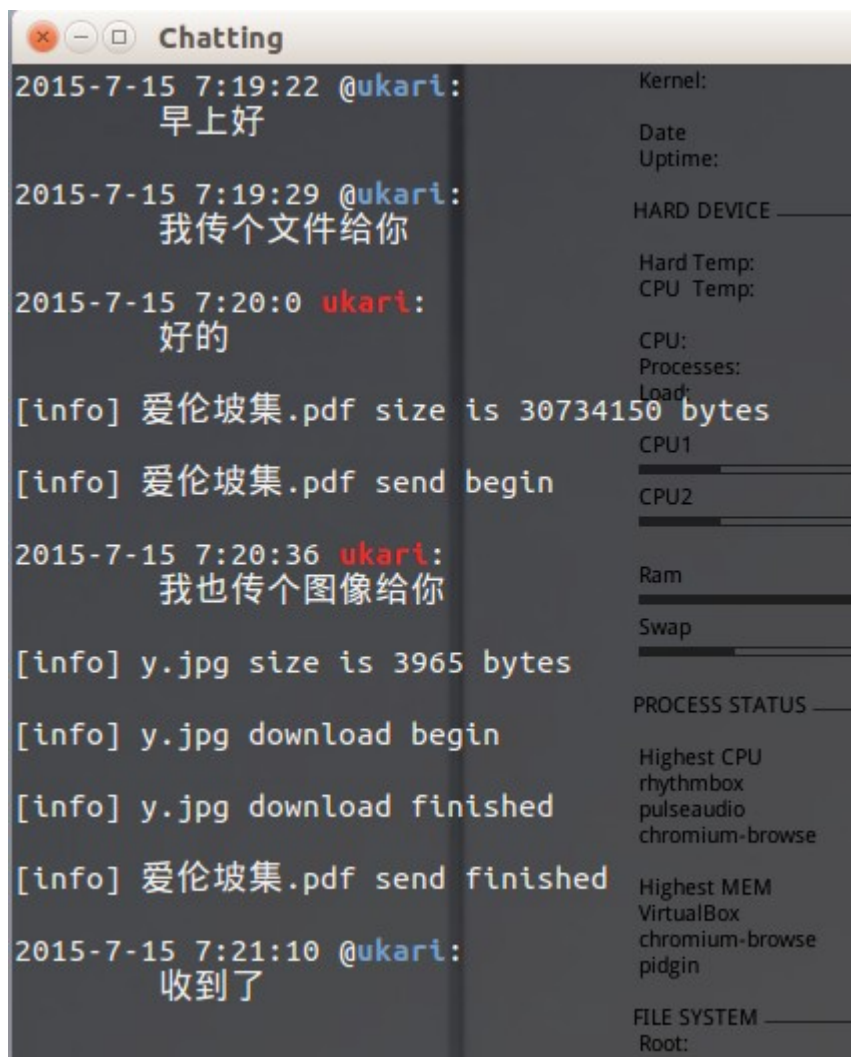 Chatting
2015-7-15 7:19:22 @ukari:
早上好
2015-7-15 7:19:29 @ukari:
我传个文件给你
2015-7-15 7:20:0 ukari:
好的
[info] 爱伦坡集.pdf size is 30734150 bytes
[info] 爱伦坡集.pdf send begin
2015-7-15 7:20:36 ukari:
我也传个图像给你
[info] y.jpg size is 3965 bytes
[info] y.jpg download begin
[info] y.jpg download finished
[info] 爱伦坡集.pdf send finished
2015-7-15 7:21:10 @ukari:
收到了
Kernel:
Date
Uptime:
HARD DEVICE
Hard Temp:
CPU Temp:
CPU:
Processes:
Load:
CPU1
CPU2
Ram
Swap
PROCESS STATUS
Highest CPU
rhythmbox
pulseaudio
chromium-browse
Highest MEM
VirtualBox
chromium-browse
pidgin
FILE SYSTEM
Root: